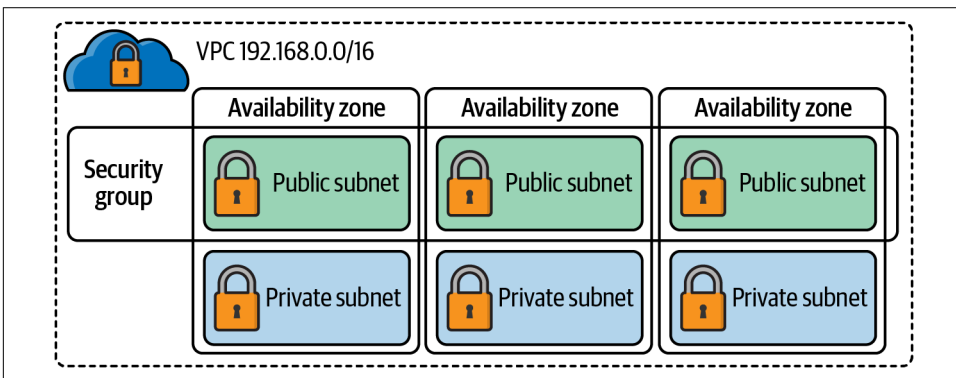 VPC 192.168.0.0/16
Availability zone
Availability zone
Availability zone
Security
group
Public subnet
Public subnet
Public subnet
Private subnet
Private subnet
Private subnet